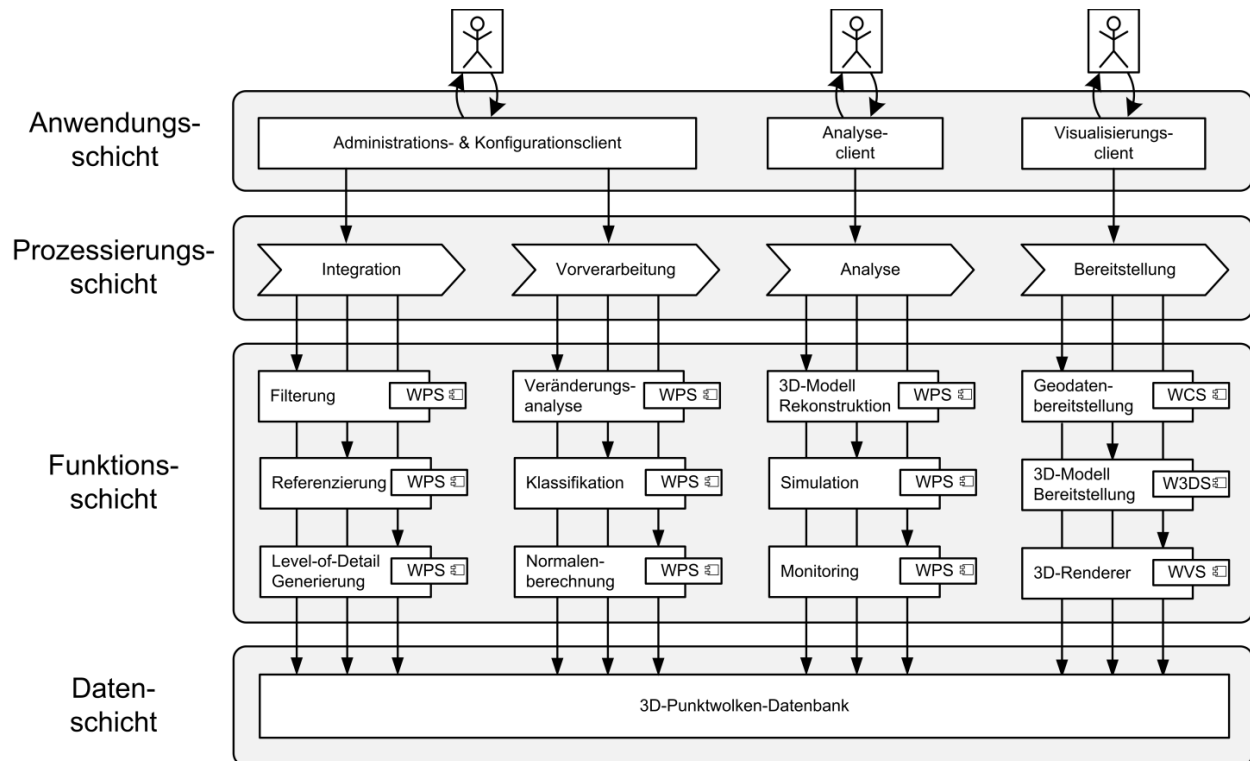 Anwendungs-
schicht
Administrations- & Konfigurationsclient
Analyse-
client
Visualisierungs-
client
Prozessierungs-
schicht
Integration
Vorverarbeitung
Analyse
Bereitstellung
Funktions-
schicht
Filterung
WPS
Veränderungs-
analyse
WPS
3D-Modell
Rekonstruktion
WPS
Geodaten-
bereitstellung
WCS
Referenzierung
WPS
Klassifikation
WPS
Simulation
WPS
3D-Modell
Bereitstellung
W3DS
Level-of-Detail
Generierung
WPS
Normalen-
berechnung
WPS
Monitoring
WPS
3D-Renderer
WVS
Daten-
schicht
3D-Punktwolken-Datenbank